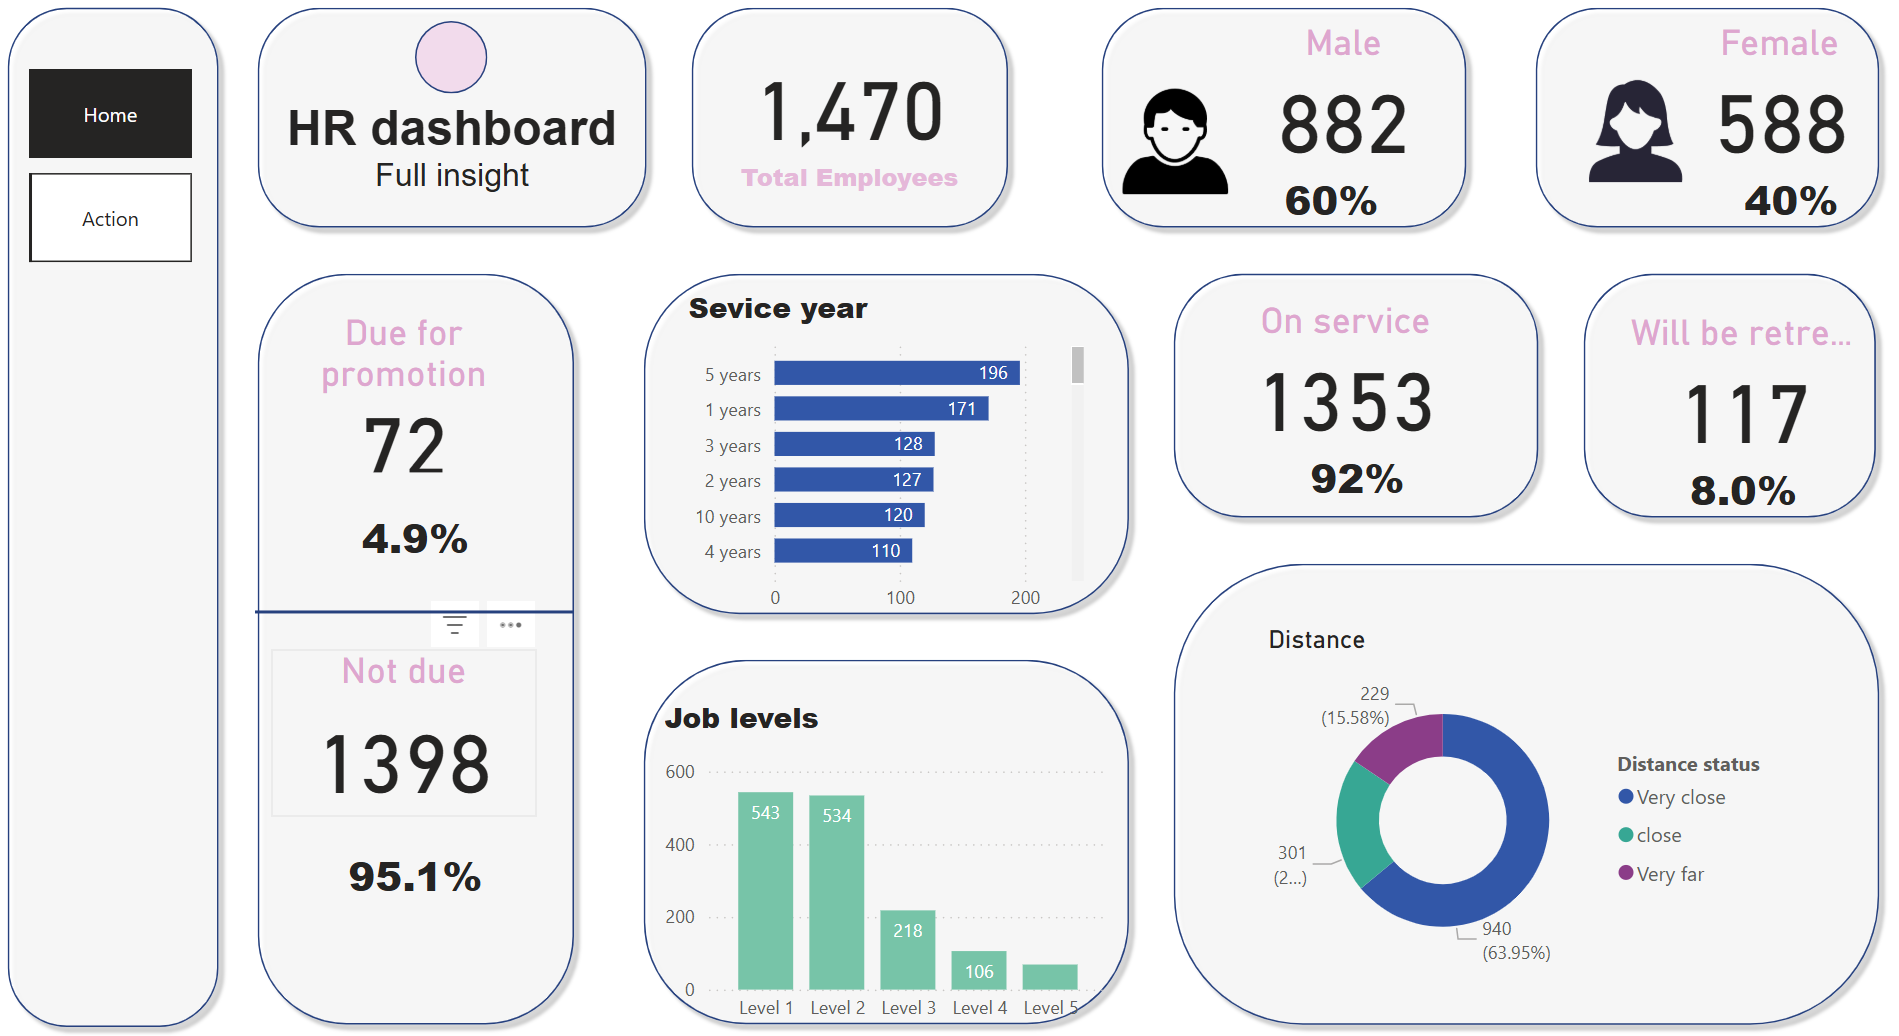 Home
Action
HR dashboard
Full insight
1,470
Total Employees
Male
882
60%
Female
588
40%
Due for
promotion
72
4.9%
Not due
1398
95.1%
Sevice year
5 years
196
1 years
171
3 years
128
2 years
127
10 years
120
4 years
110
0
100
200
On service
1353
92%
Will be retre...
117
8.0%
Job levels
600
400
200
0
543
534
218
106
Level 1
Level 2
Level 3
Level 4
Level 5
Distance
229
(15.58%)
301
(2...)
940
(63.95%)
Distance status
Very close
close
Very far